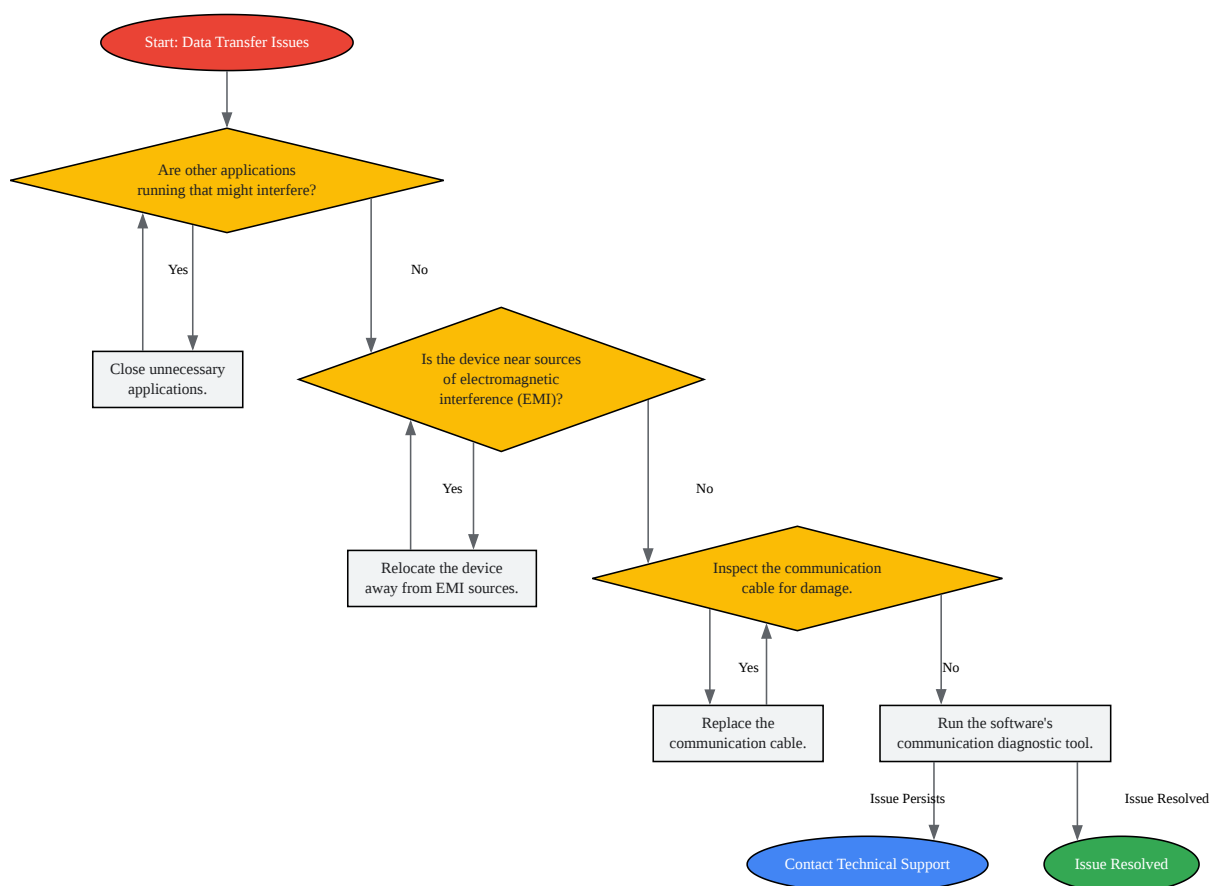 Start: Data Transfer Issues
Are other applications
running that might interfere?
Yes
No
Close unnecessary
applications.
Is the device near sources
of electromagnetic
interference (EMI)?
Yes
No
Relocate the device
away from EMI sources.
Inspect the communication
cable for damage.
Yes
No
Replace the
communication cable.
Run the software's
communication diagnostic tool.
Issue Persists
Issue Resolved
Contact Technical Support
Issue Resolved